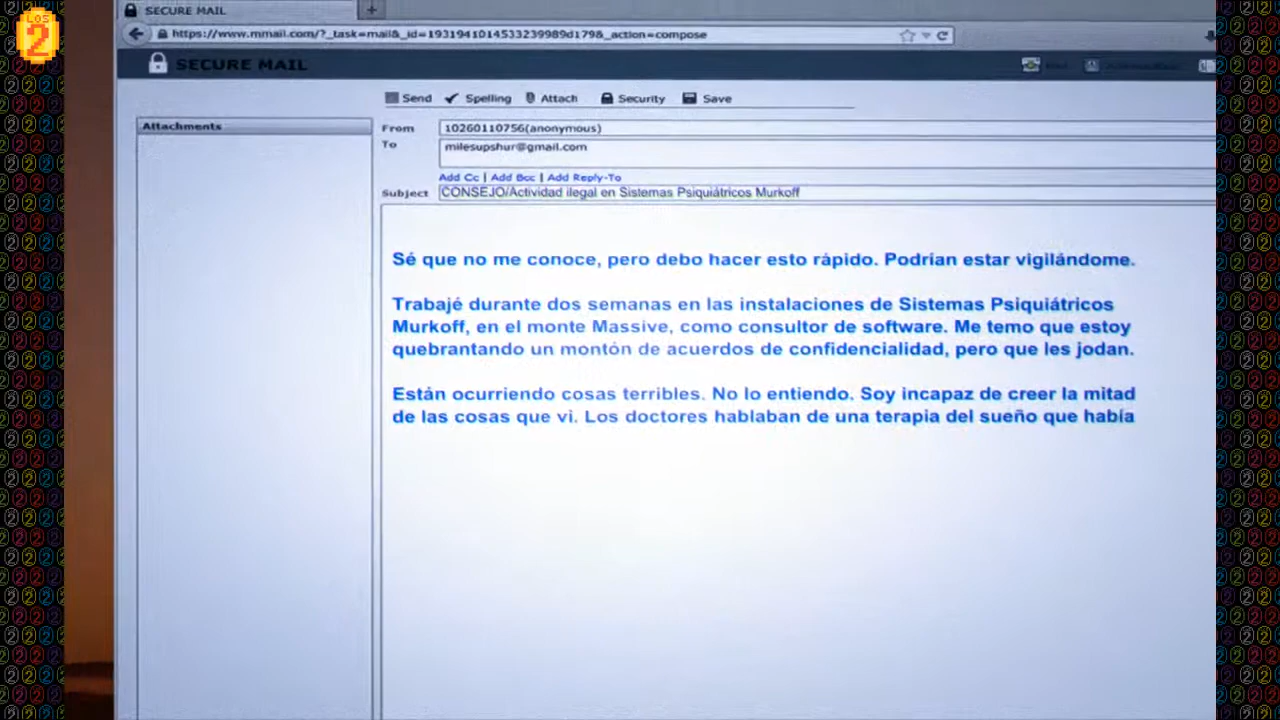 LOS
2
SECURE MAIL
https://www.mmail.com/?_task=mail&_id=1931941014533239989d179&_action=compose
SECURE MAIL
Send Spelling Attach Security Save
Attachments
From 10260110756(anonymous)
To milesupshur@gmail.com
Add Cc | Add Bcc | Add Reply-To
Subject CONSEJO/Actividad ilegal en Sistemas Psiquiátricos Murkoff
Sé que no me conoce, pero debo hacer esto rápido. Podrían estar vigilándome.
Trabajé durante dos semanas en las instalaciones de Sistemas Psiquiátricos
Murkoff, en el monte Massive, como consultor de software. Me temo que estoy
quebrantando un montón de acuerdos de confidencialidad, pero que les jodan.
Están ocurriendo cosas terribles. No lo entiendo. Soy incapaz de creer la mitad
de las cosas que vi. Los doctores hablaban de una terapia del sueño que había